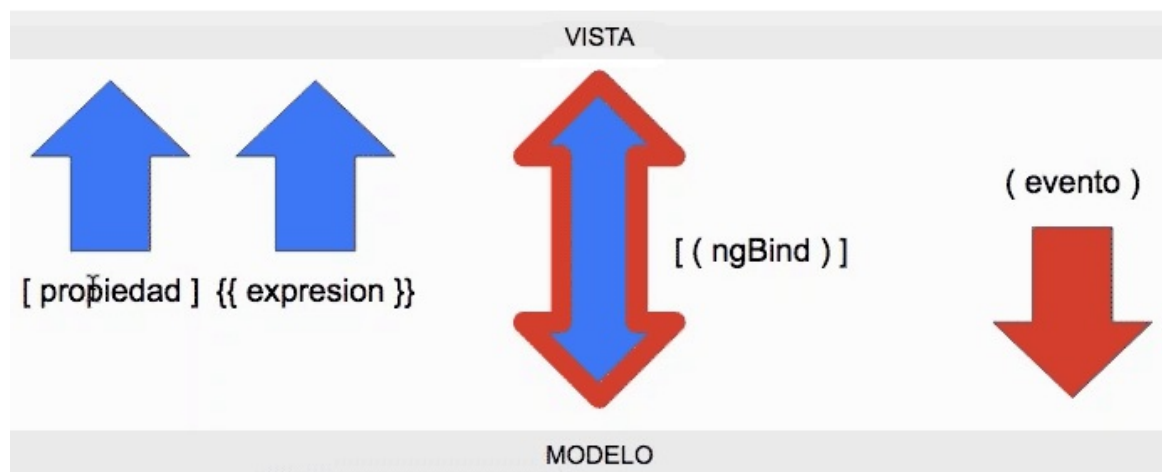 VISTA
( evento )
[ ( ngBind ) ]
[ propiedad ] {{ expresion }}
MODELO